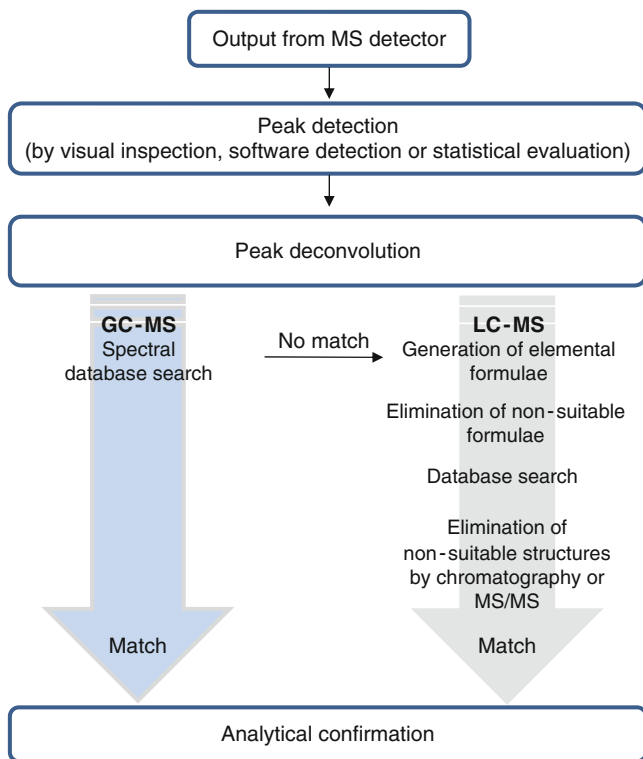 Output from MS detector
Peak detection
(by visual inspection, software detection or statistical evaluation)
Peak deconvolution
GC-MS
Spectral
database search
No match
LC-MS
Generation of elemental
formulae
Elimination of non-suitable
formulae
Database search
Elimination of
non-suitable structures
by chromatography or
MS/MS
Match
Match
Analytical confirmation